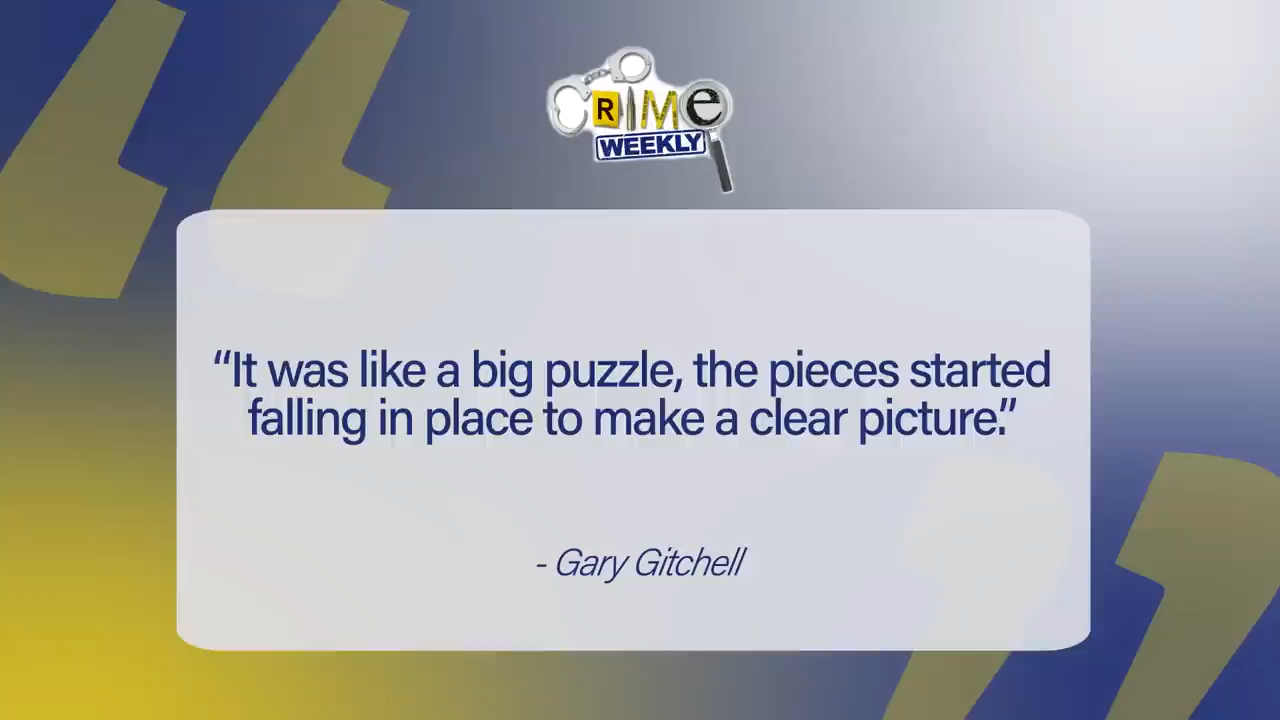 CRIMe
WEEKLY
“It was like a big puzzle, the pieces started
falling in place to make a clear picture.”
- Gary Gitchell